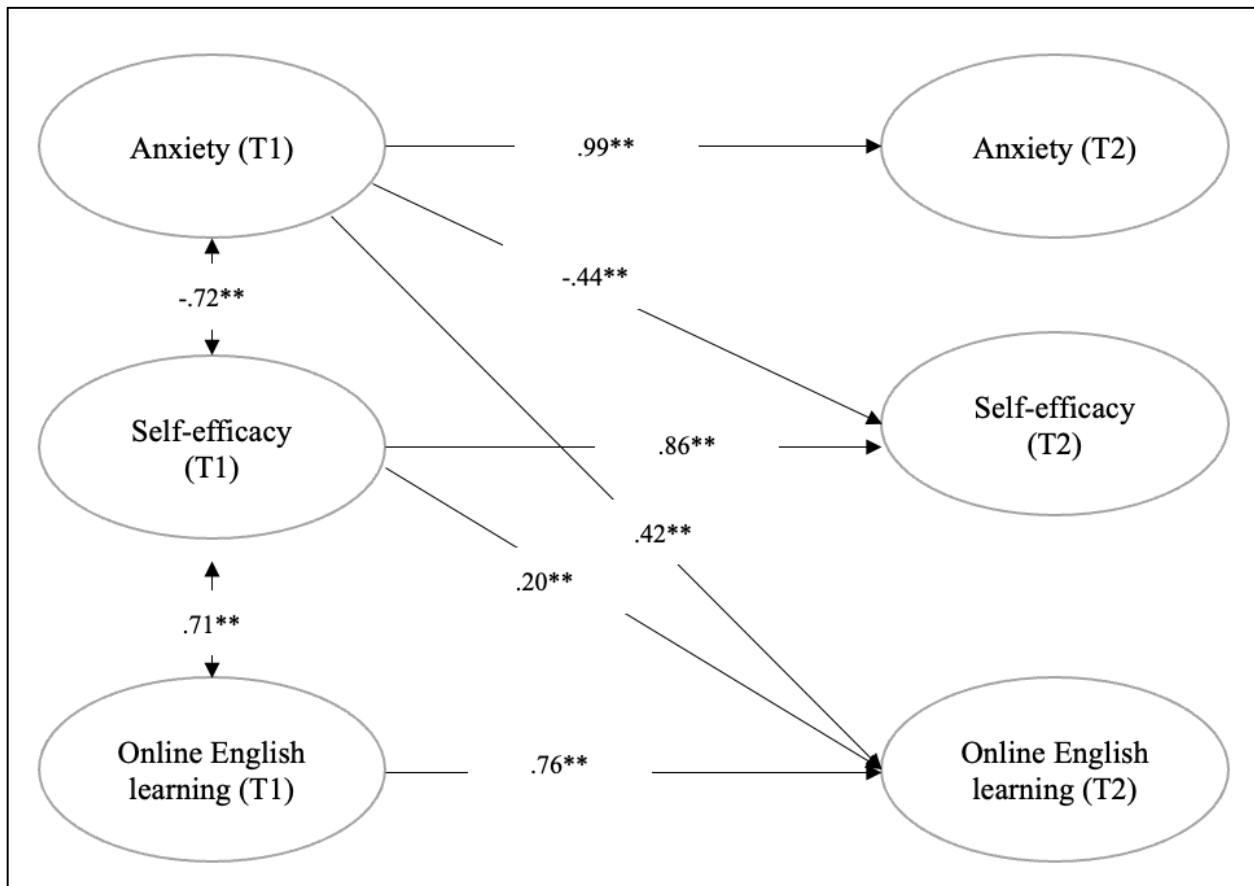 Anxiety (T1)
.99**
Anxiety (T2)
-.44**
-.72**
Self-efficacy
(T1)
.86**
Self-efficacy
(T2)
.42**
.20**
.71**
Online English
learning (T1)
.76**
Online English
learning (T2)